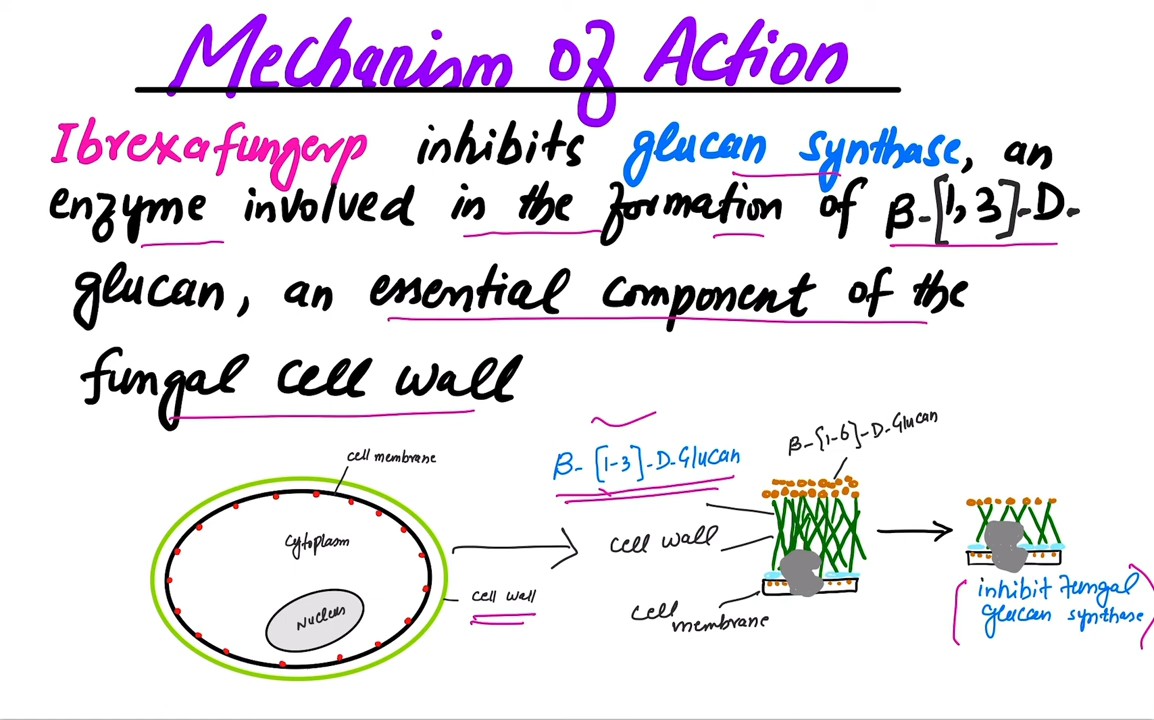 Mechanism of Action
Ibrexafungerp inhibits glucan synthase, an
enzyme involved in the formation of β-[1,3]-D-
glucan, an essential component of the
fungal cell wall
cell membrane
cytoplasm
Nucleus
cell wall
β-[1-3]-D-Glucan
β-[1-6]-D-Glucan
cell wall
cell membrane
inhibit fungal
glucan synthase